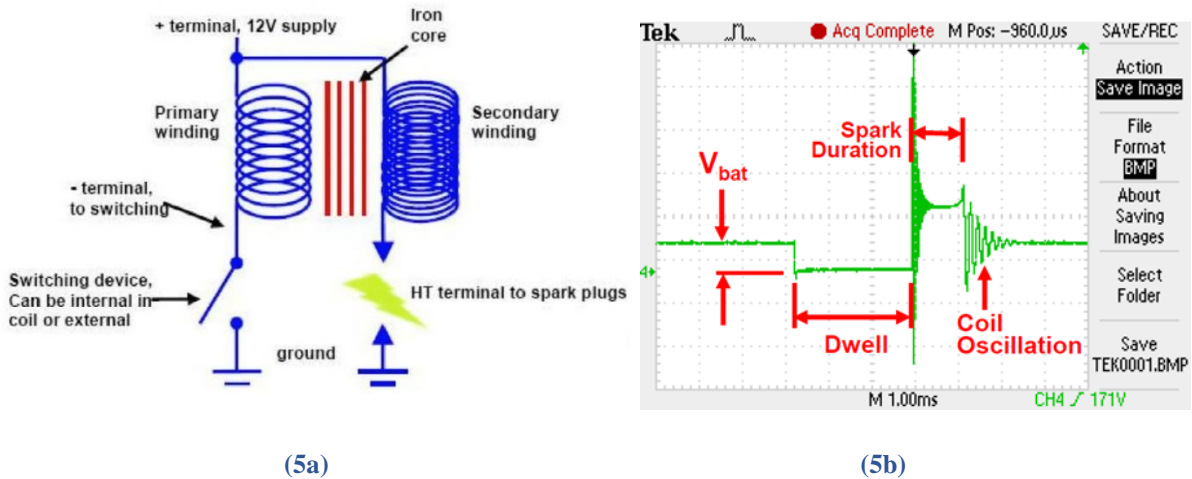 + terminal, 12V supply
Iron
core
Primary
winding
Secondary
winding
- terminal,
to switching
Switching device,
Can be internal in
coil or external
HT terminal to spark plugs
ground
(5a)
Tek
Acq Complete
M Pos: -960.0µs
SAVE/REC
Action
Save Image
File
Format
BMP
About
Saving
Images
Select
Folder
Save
TEK0001.BMP
Spark
Duration
Vbat
4
Dwell
Coil
Oscillation
M 1.00ms
CH4 / 171V
(5b)